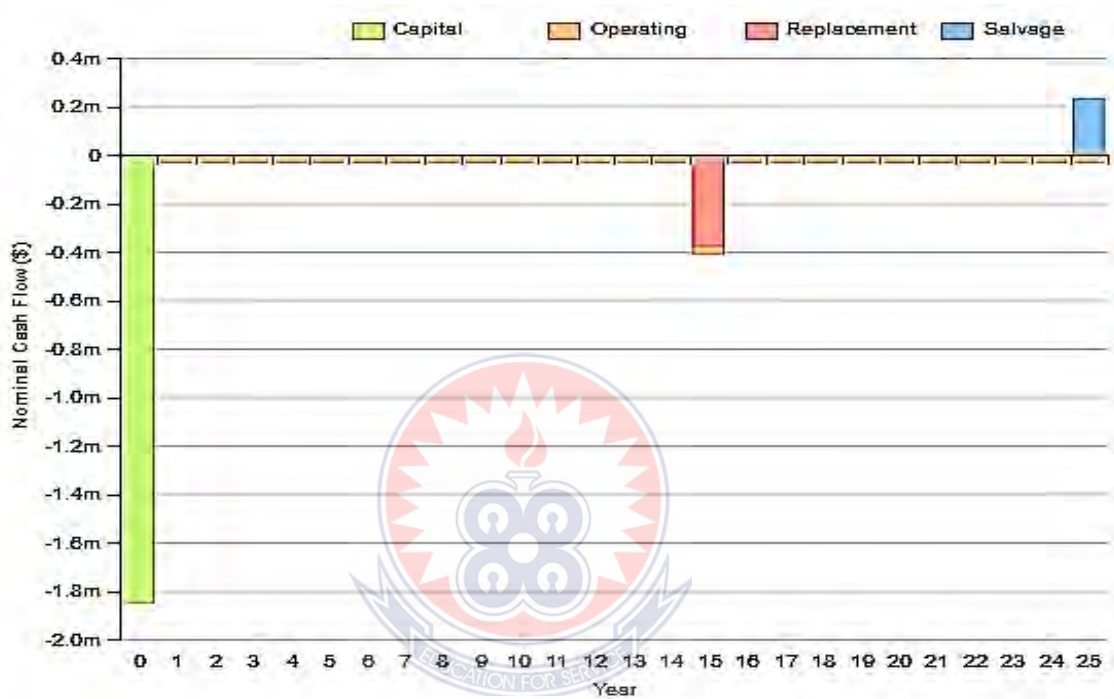 Capital Operating Replacement Salvage
0.4m
0.2m
0
-0.2m
-0.4m
-0.6m
-0.8m
-1.0m
-1.2m
-1.4m
-1.6m
-1.8m
-2.0m
Nominal Cash Flow ($)
0 1 2 3 4 5 6 7 8 9 10 11 12 13 14 15 16 17 18 19 20 21 22 23 24 25
Year
EDUCATION FOR SERVICE